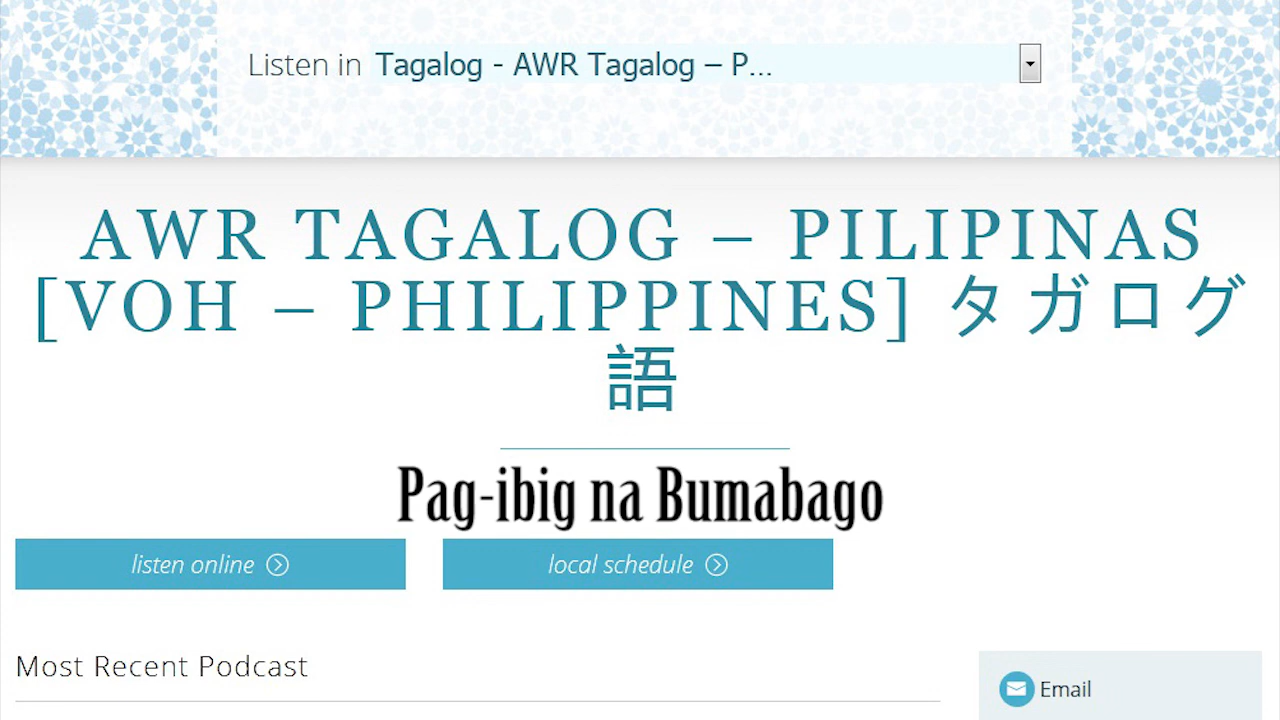 Listen in Tagalog - AWR Tagalog – P...
AWR TAGALOG – PILIPINAS
[VOH – PHILIPPINES] タガログ
語
Pag-ibig na Bumabago
listen online
local schedule
Most Recent Podcast
Email